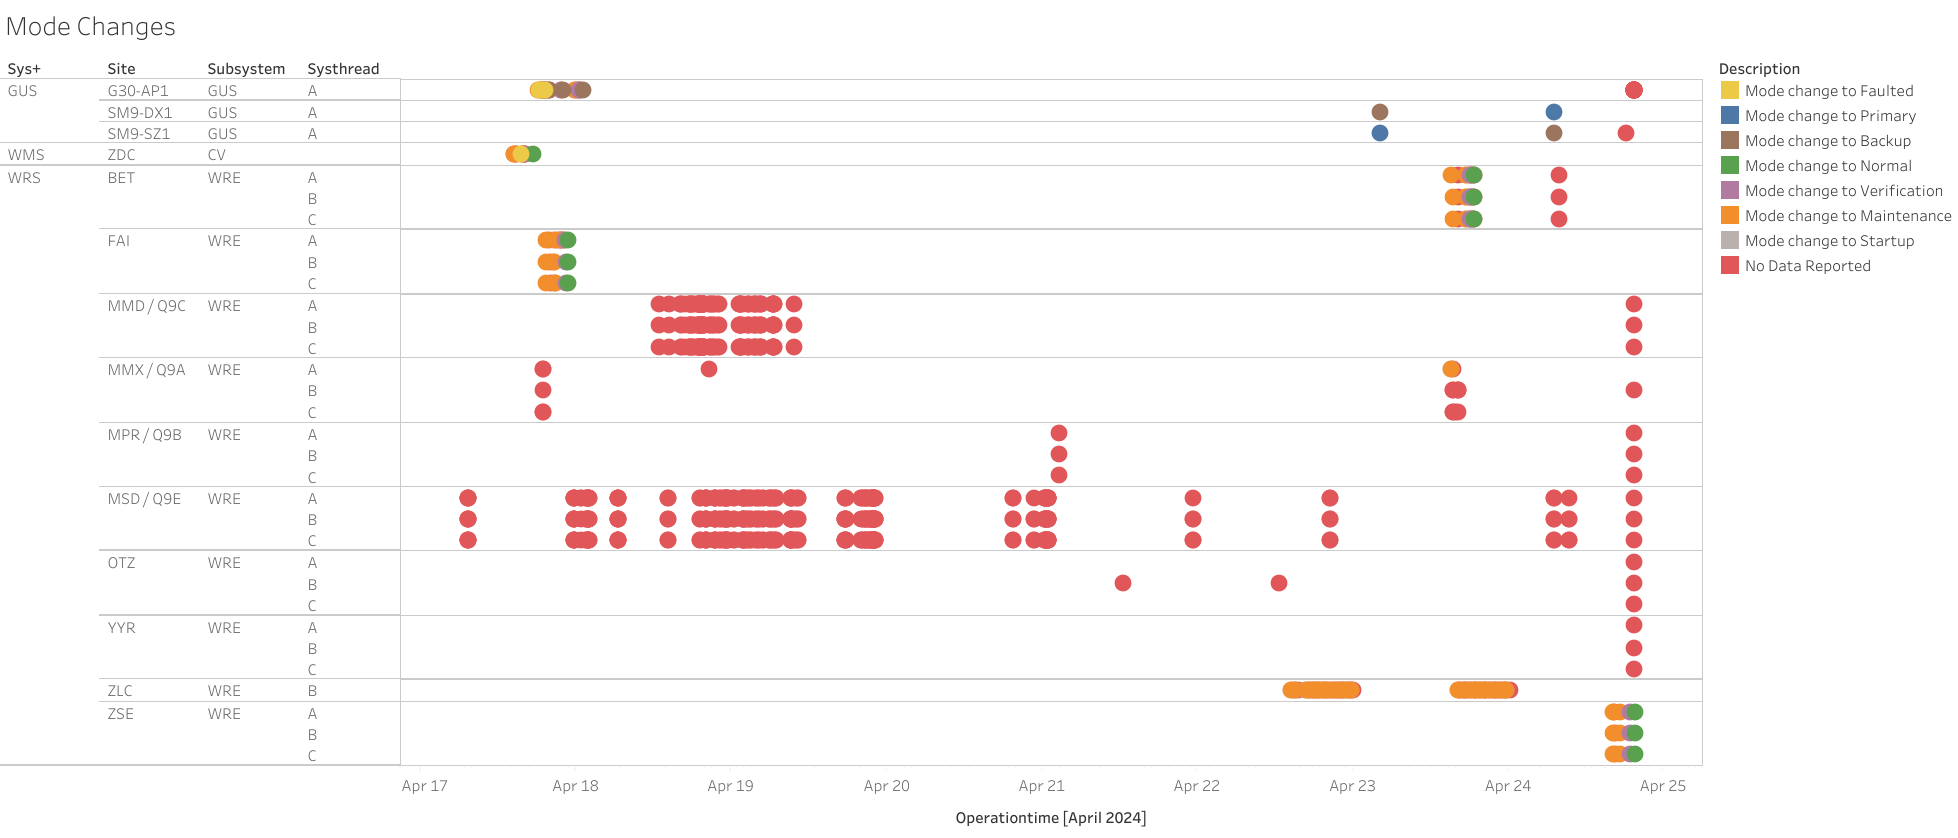 Mode Changes
Sys+ Site Subsystem Systhread
GUS G30-AP1 GUS A
SM9-DX1 GUS A
SM9-SZ1 GUS A
WMS ZDC CV
WRS BET WRE A
B
C
FAI WRE A
B
C
MMD / Q9C WRE A
B
C
MMX / Q9A WRE A
B
C
MPR / Q9B WRE A
B
C
MSD / Q9E WRE A
B
C
OTZ WRE A
B
C
YYR WRE A
B
C
ZLC WRE B
ZSE WRE A
B
C
Apr 17 Apr 18 Apr 19 Apr 20 Apr 21 Apr 22 Apr 23 Apr 24 Apr 25
Operationtime [April 2024]
Description
Mode change to Faulted
Mode change to Primary
Mode change to Backup
Mode change to Normal
Mode change to Verification
Mode change to Maintenance
Mode change to Startup
No Data Reported